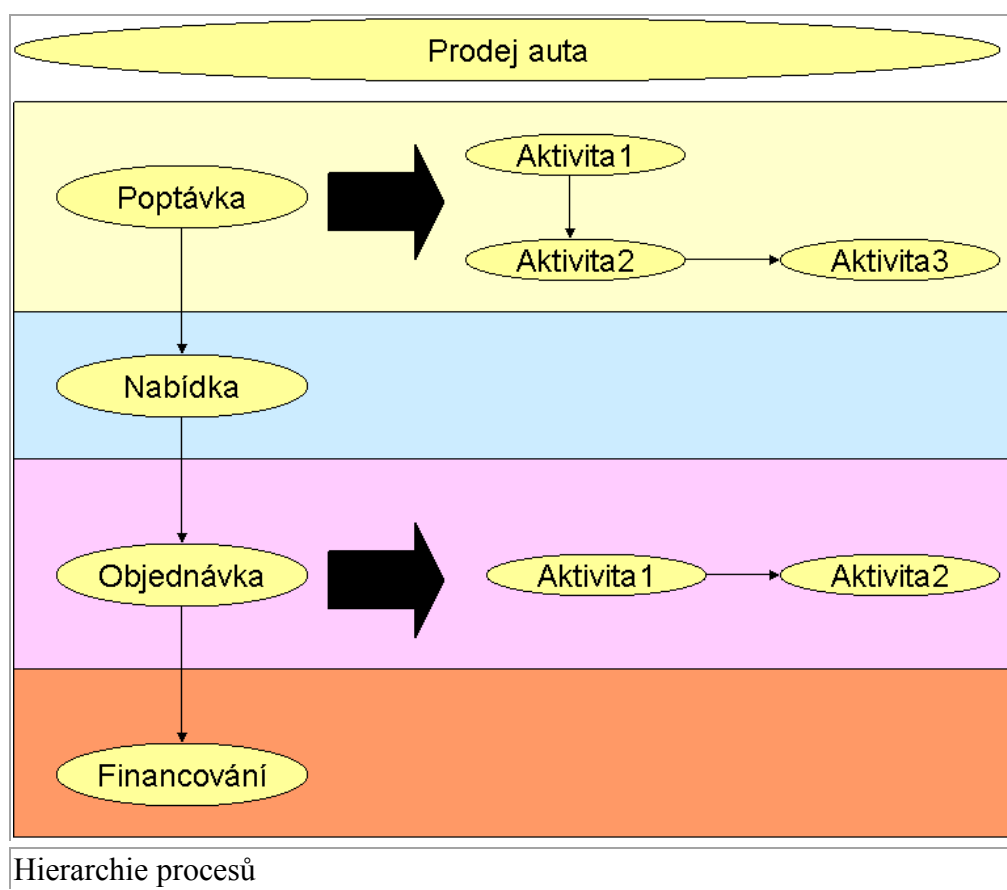 Prodej auta
Poptávka
Aktivita1
Aktivita2
Aktivita3
Nabídka
Objednávka
Aktivita1
Aktivita2
Financování
Hierarchie procesů